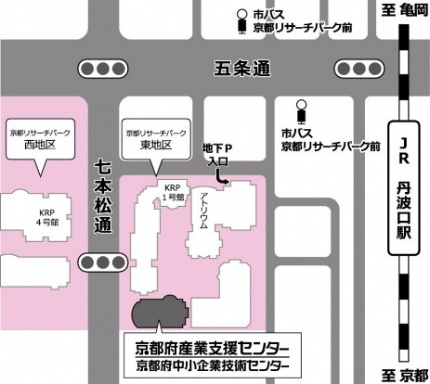 至 亀岡
市バス
京都リサーチパーク前
五条通
市バス
京都リサーチパーク前
京都リサーチパーク
西地区
京都リサーチパーク
東地区
地下P
入口
七本松通
JR 丹波口駅
KRP
1号館
アトリウム
KRP
4号館
京都府産業支援センター
京都府中小企業技術センター
至 京都